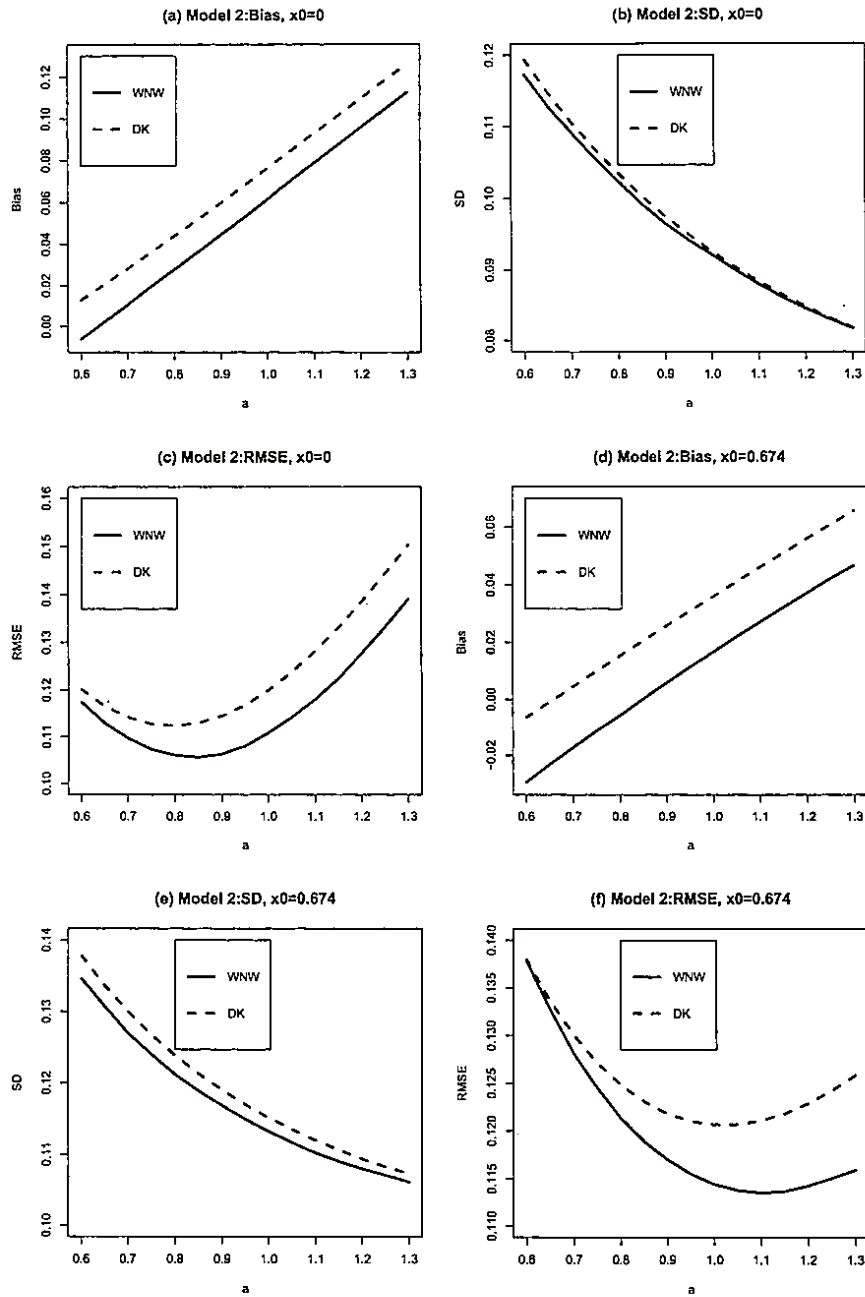 (a) Model 2:Bias, x0=0
Bias
0.12
0.10
0.08
0.06
0.04
0.02
0.00
WNW
DK
0.6 0.7 0.8 0.9 1.0 1.1 1.2 1.3
a
(b) Model 2:SD, x0=0
SD
0.12
0.11
0.10
0.09
0.08
WNW
DK
0.6 0.7 0.8 0.9 1.0 1.1 1.2 1.3
a
(c) Model 2:RMSE, x0=0
RMSE
0.16
0.15
0.14
0.13
0.12
0.11
0.10
WNW
DK
0.6 0.7 0.8 0.9 1.0 1.1 1.2 1.3
a
(d) Model 2:Bias, x0=0.674
Bias
0.06
0.04
0.02
0.00
−0.02
WNW
DK
0.6 0.7 0.8 0.9 1.0 1.1 1.2 1.3
a
(e) Model 2:SD, x0=0.674
SD
0.14
0.13
0.12
0.11
0.10
WNW
DK
0.6 0.7 0.8 0.9 1.0 1.1 1.2 1.3
a
(f) Model 2:RMSE, x0=0.674
RMSE
0.140
0.135
0.130
0.125
0.120
0.115
0.110
WNW
DK
0.6 0.7 0.8 0.9 1.0 1.1 1.2 1.3
a